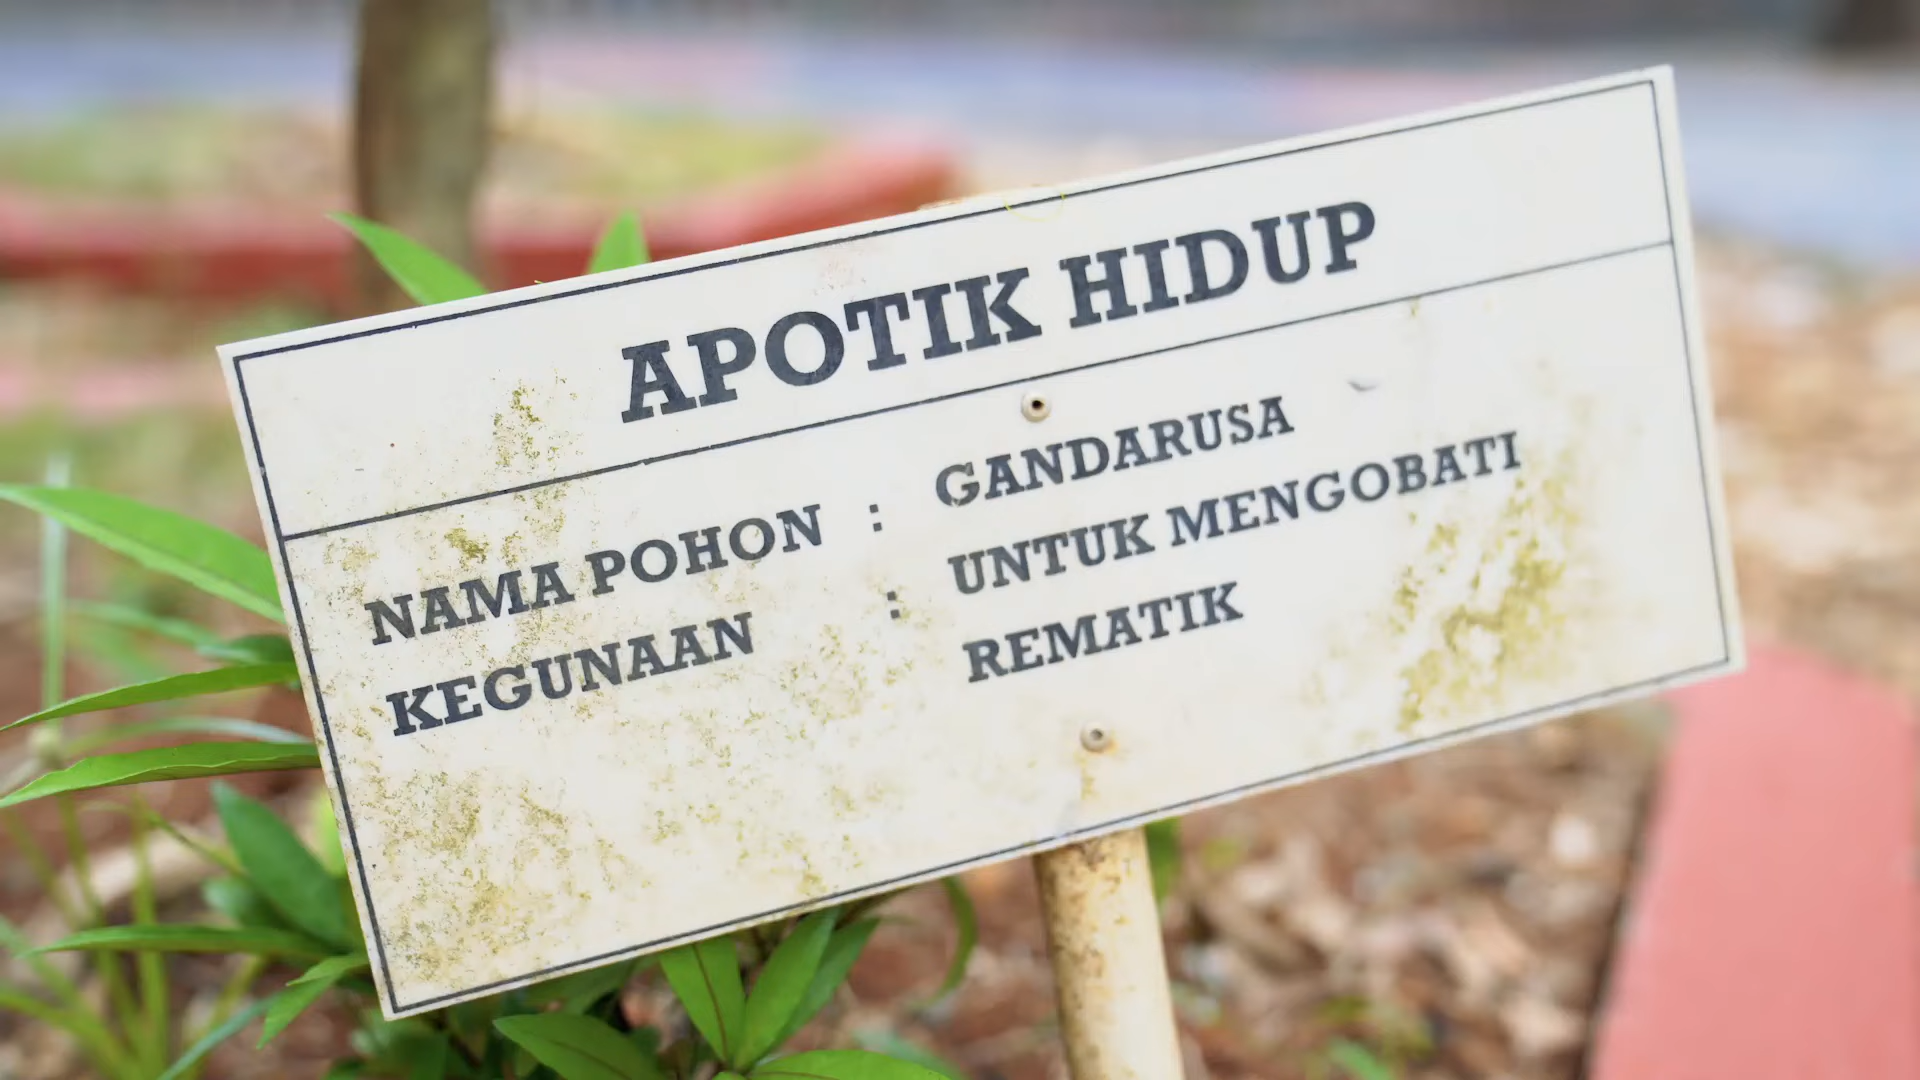 APOTIK HIDUP
NAMA POHON : GANDARUSA
KEGUNAAN : UNTUK MENGOBATI
REMATIK